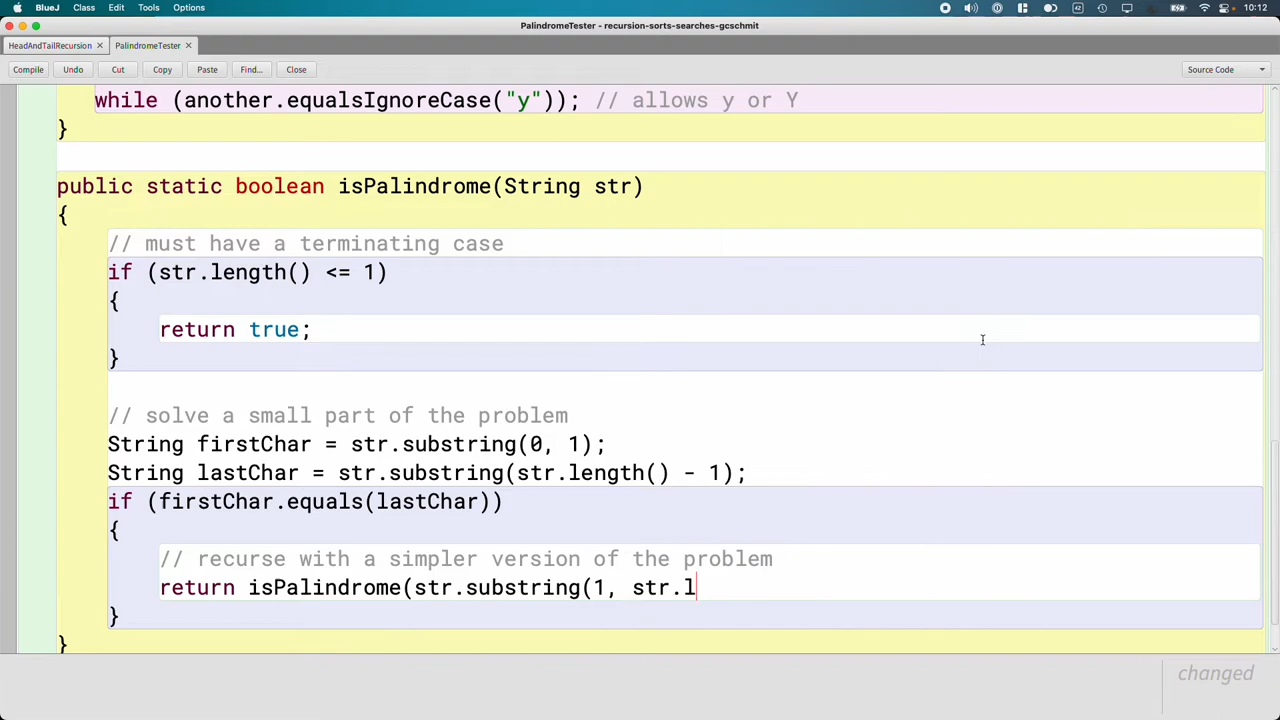 BlueJ Class Edit Tools Options 42 10:12
PalindromeTester - recursion-sorts-searches-gcschmit
HeadAndTailRecursion × PalindromeTester ×
Compile Undo Cut Copy Paste Find... Close Source Code
while (another.equalsIgnoreCase("y")); // allows y or Y
}
public static boolean isPalindrome(String str)
{
// must have a terminating case
if (str.length() <= 1)
{
return true;
}
// solve a small part of the problem
String firstChar = str.substring(0, 1);
String lastChar = str.substring(str.length() - 1);
if (firstChar.equals(lastChar))
{
// recurse with a simpler version of the problem
return isPalindrome(str.substring(1, str.l
}
}
changed